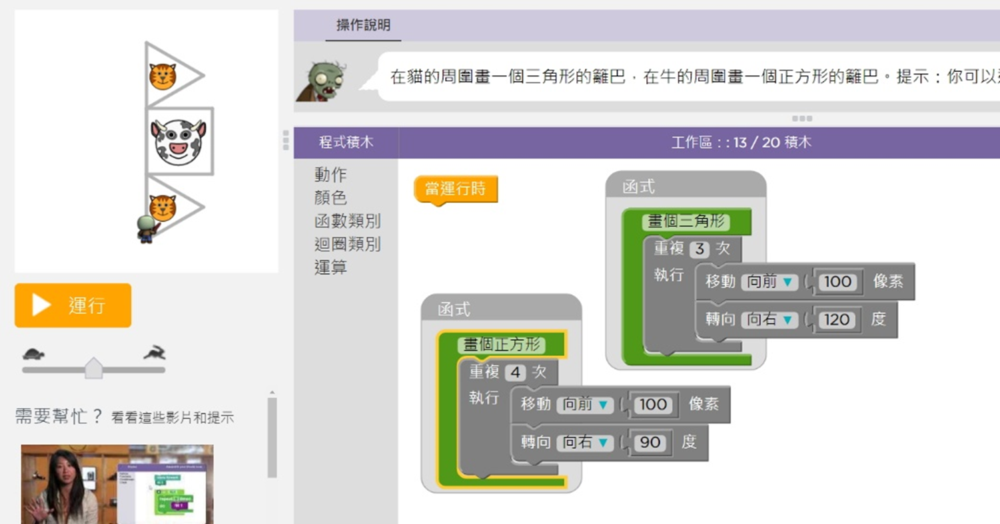 操作說明
在貓的周圍畫一個三角形的籬巴，在牛的周圍畫一個正方形的籬巴。提示：你可以
程式積木
工作區：: 13 / 20 積木
動作
顏色
函數類別
迴圈類別
運算
當運行時
函式
畫個三角形
重複 3 次
執行
移動 向前▼ 100 像素
轉向 向右▼ 120 度
函式
畫個正方形
重複 4 次
執行
移動 向前▼ 100 像素
轉向 向右▼ 90 度
運行
需要幫忙？ 看看這些影片和提示